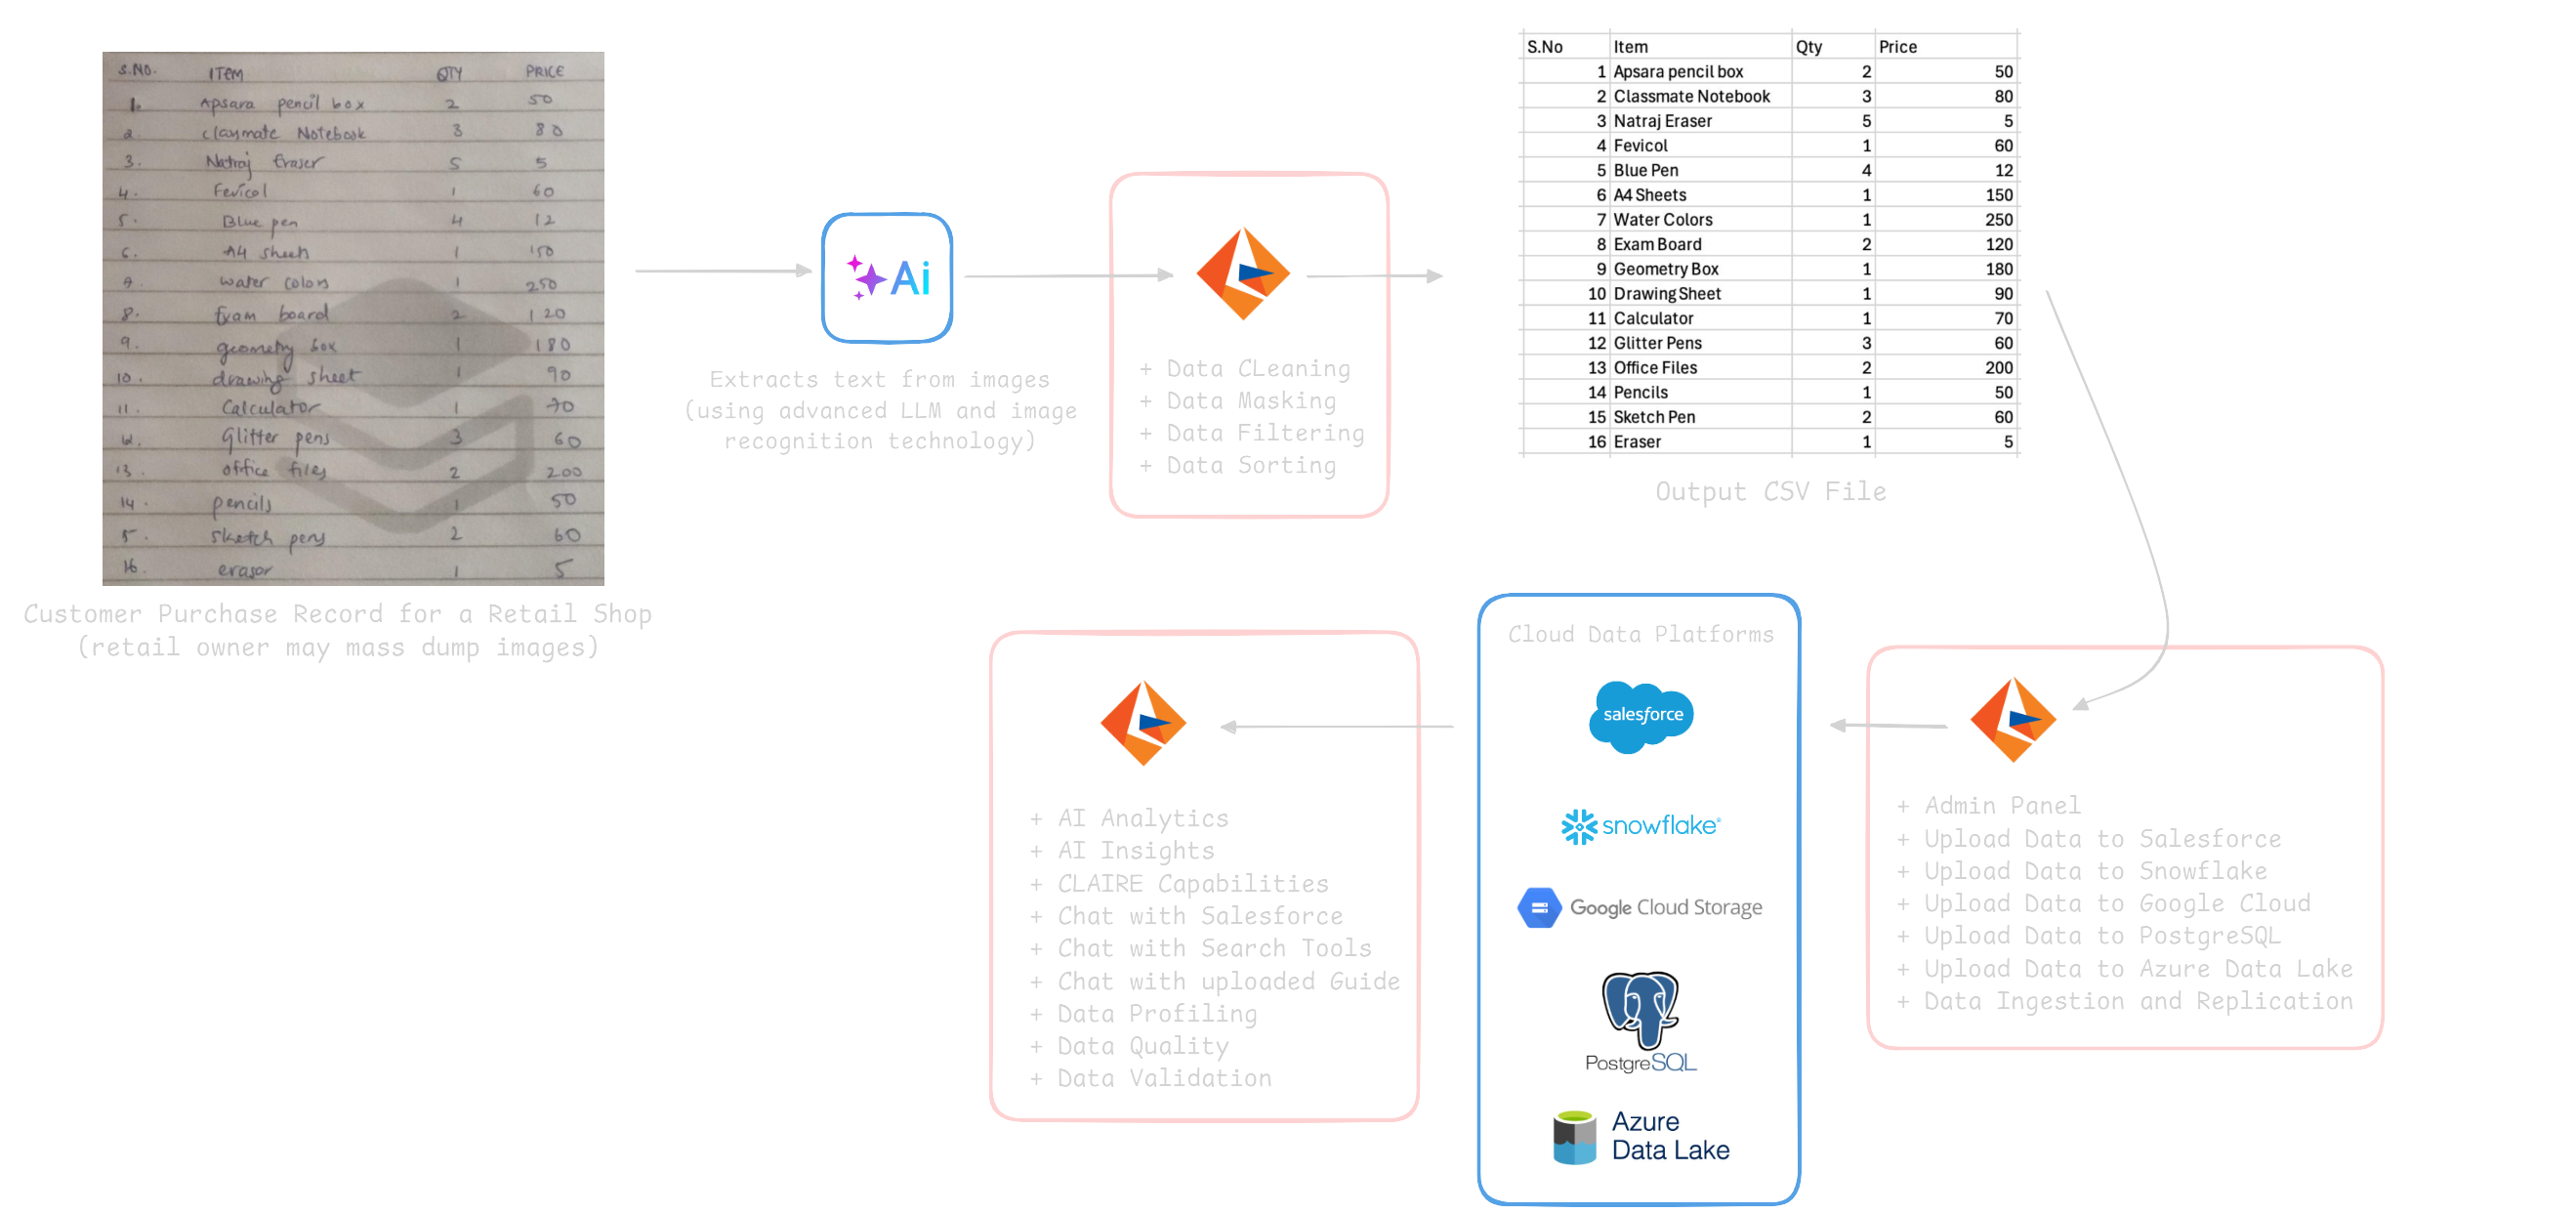 S.NO. ITEM QTY PRICE
1. Apsara pencil box 2 50
2 classmate Notebook 3 80
3. Natraj Eraser 5 5
4. Fevicol 1 60
5. Blue pen 4 12
6. A4 sheets 1 150
7. water colors 1 250
8. Exam board 2 120
9. geometry box 1 180
10. drawing sheet 1 90
11. Calculator 1 70
12. Glitter pens 3 60
13. office files 2 200
14. pencils 1 50
5. sketch pens 2 60
16. erasor 1 5
Customer Purchase Record for a Retail Shop
(retail owner may mass dump images)
Ai
Extracts text from images
(using advanced LLM and image
recognition technology)
+ Data CLeaning
+ Data Masking
+ Data Filtering
+ Data Sorting
S.No Item Qty Price
1 Apsara pencil box 2 50
2 Classmate Notebook 3 80
3 Natraj Eraser 5 5
4 Fevicol 1 60
5 Blue Pen 4 12
6 A4 Sheets 1 150
7 Water Colors 1 250
8 Exam Board 2 120
9 Geometry Box 1 180
10 Drawing Sheet 1 90
11 Calculator 1 70
12 Glitter Pens 3 60
13 Office Files 2 200
14 Pencils 1 50
15 Sketch Pen 2 60
16 Eraser 1 5
Output CSV File
+ Admin Panel
+ Upload Data to Salesforce
+ Upload Data to Snowflake
+ Upload Data to Google Cloud
+ Upload Data to PostgreSQL
+ Upload Data to Azure Data Lake
+ Data Ingestion and Replication
Cloud Data Platforms
salesforce
snowflake®
Google Cloud Storage
PostgreSQL
Azure
Data Lake
+ AI Analytics
+ AI Insights
+ CLAIRE Capabilities
+ Chat with Salesforce
+ Chat with Search Tools
+ Chat with uploaded Guide
+ Data Profiling
+ Data Quality
+ Data Validation